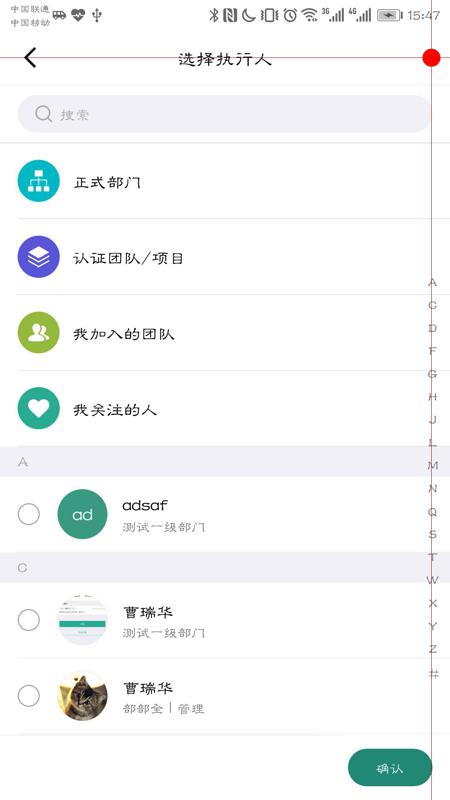 中国联通
中国移动
3G 4G 15:47
选择执行人
搜索
正式部门
认证团队/项目
我加入的团队
我关注的人
A
C
D
F
G
H
J
L
M
N
Q
S
T
W
X
Y
Z
#
A
ad
adsaf
测试一级部门
C
曹瑞华
测试一级部门
曹瑞华
部部全 | 管理
确认